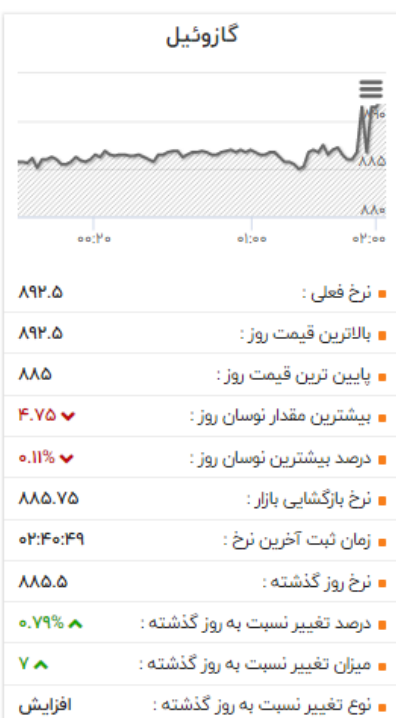 گازوئیل
۸۹۰
۸۸۵
۸۸۰
۰۰:۲۰
۰۱:۰۰
۰۲:۰۰
نرخ فعلی : ۸۹۲.۵
بالاترین قیمت روز : ۸۹۲.۵
پایین ترین قیمت روز : ۸۸۵
بیشترین مقدار نوسان روز : ۴.۷۵
درصد بیشترین نوسان روز : ۰.۱۱%
نرخ بازگشایی بازار : ۸۸۵.۷۵
زمان ثبت آخرین نرخ : ۰۲:۴۰:۴۹
نرخ روز گذشته : ۸۸۵.۵
درصد تغییر نسبت به روز گذشته : ۰.۷۹%
میزان تغییر نسبت به روز گذشته : ۷
نوع تغییر نسبت به روز گذشته : افزایش